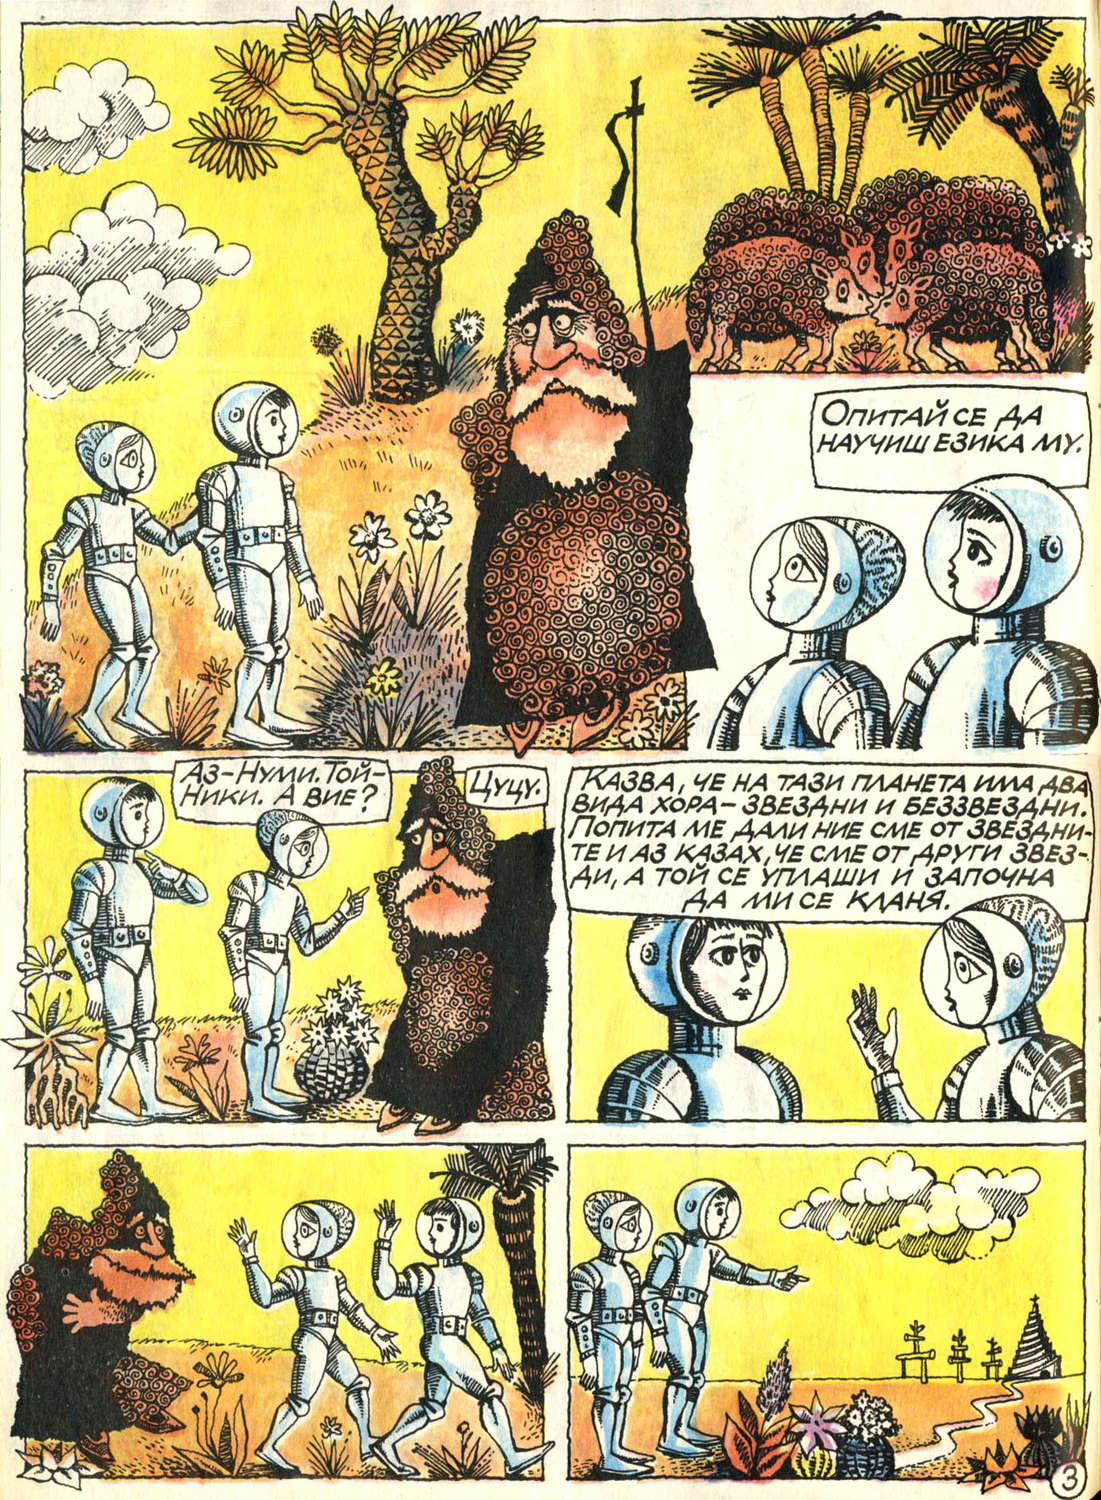 Опитай се да
научиш езика му.
Аз-Нуми. Той-
Ники. А вие?
Цуцу.
Казва, че на тази планета има два
вида хора-звездни и беззвездни.
Попита ме дали ние сме от звездни-
те и аз казах, че сме от други звез-
ди, а той се уплаши и започна
да ми се кланя.
3